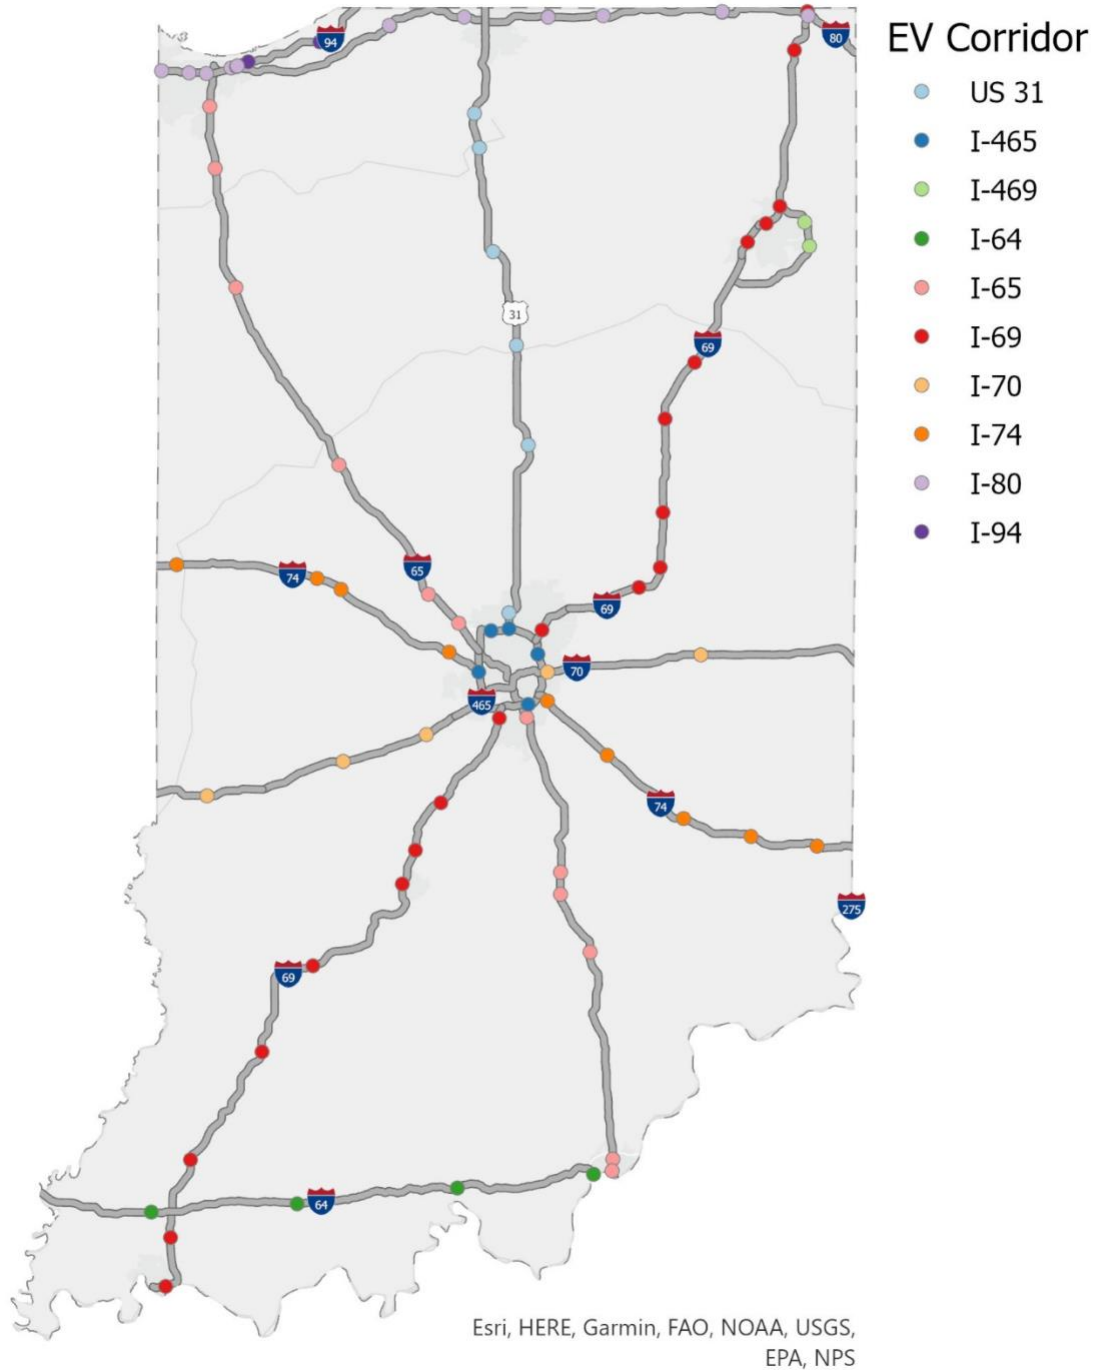 94
80
EV Corridor
US 31
I-465
I-469
I-64
I-65
I-69
I-70
I-74
I-80
I-94
31
69
65
74
69
70
465
74
275
69
64
Esri, HERE, Garmin, FAO, NOAA, USGS,
EPA, NPS